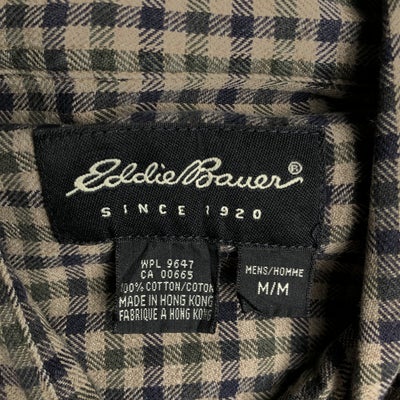 Eddie Bauer®
SINCE 1920
WPL 9647
CA 00665
100% COTTON/COTON
MADE IN HONG KONG
FABRIQUE A HONG KONG
MENS/HOMME
M/M